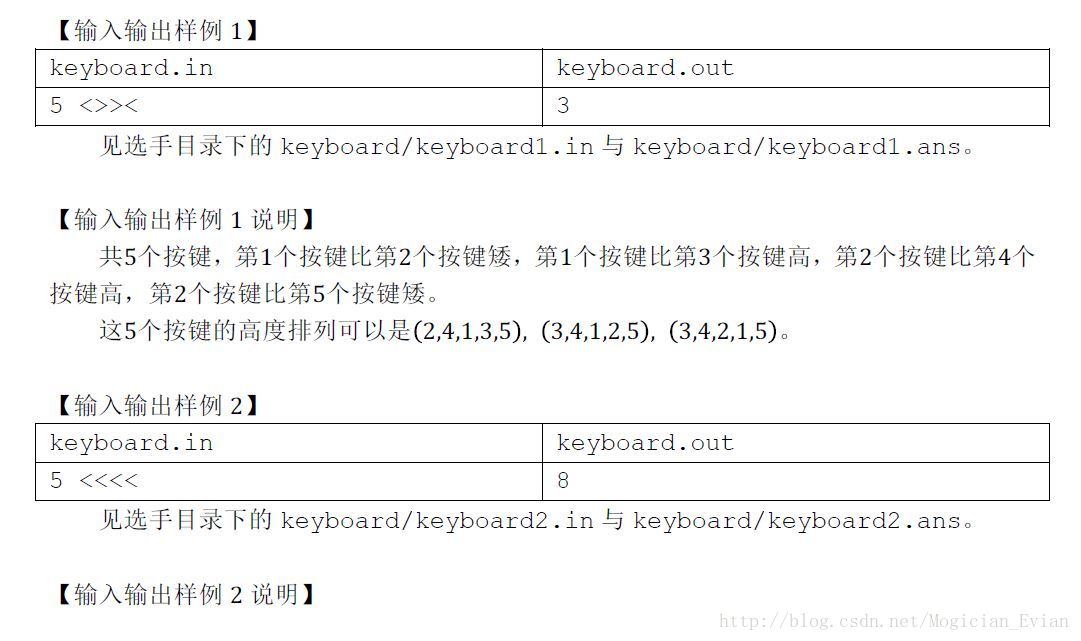 【输入输出样例 1】
keyboard.in keyboard.out
5 <>>< 3
见选手目录下的 keyboard/keyboard1.in 与 keyboard/keyboard1.ans。
【输入输出样例 1 说明】
共5个按键，第1个按键比第2个按键矮，第1个按键比第3个按键高，第2个按键比第4个
按键高，第2个按键比第5个按键矮。
这5个按键的高度排列可以是(2,4,1,3,5), (3,4,1,2,5), (3,4,2,1,5)。
【输入输出样例 2】
keyboard.in keyboard.out
5 <<<< 8
见选手目录下的 keyboard/keyboard2.in 与 keyboard/keyboard2.ans。
【输入输出样例 2 说明】
http://blog.csdn.net/Mogician_Evian